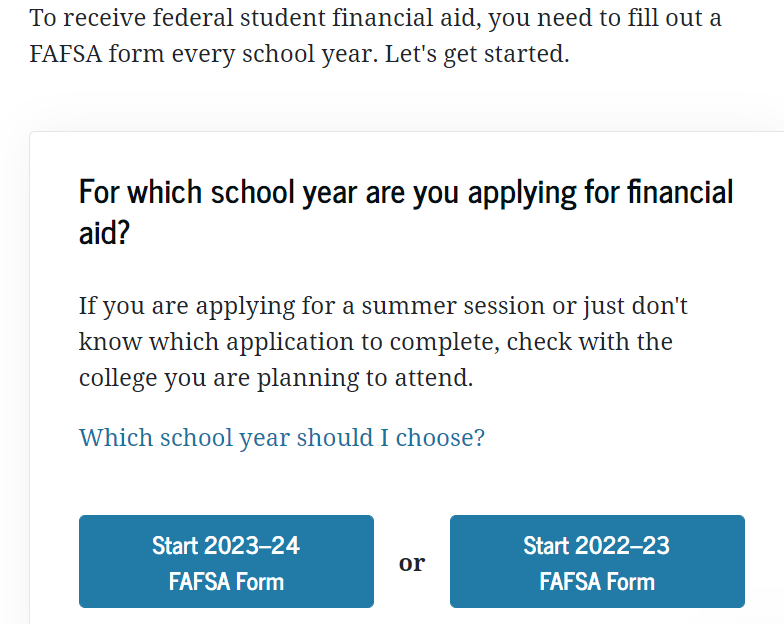 To receive federal student financial aid, you need to fill out a
FAFSA form every school year. Let's get started.
For which school year are you applying for financial
aid?
If you are applying for a summer session or just don't
know which application to complete, check with the
college you are planning to attend.
Which school year should I choose?
Start 2023–24
FAFSA Form
or
Start 2022–23
FAFSA Form